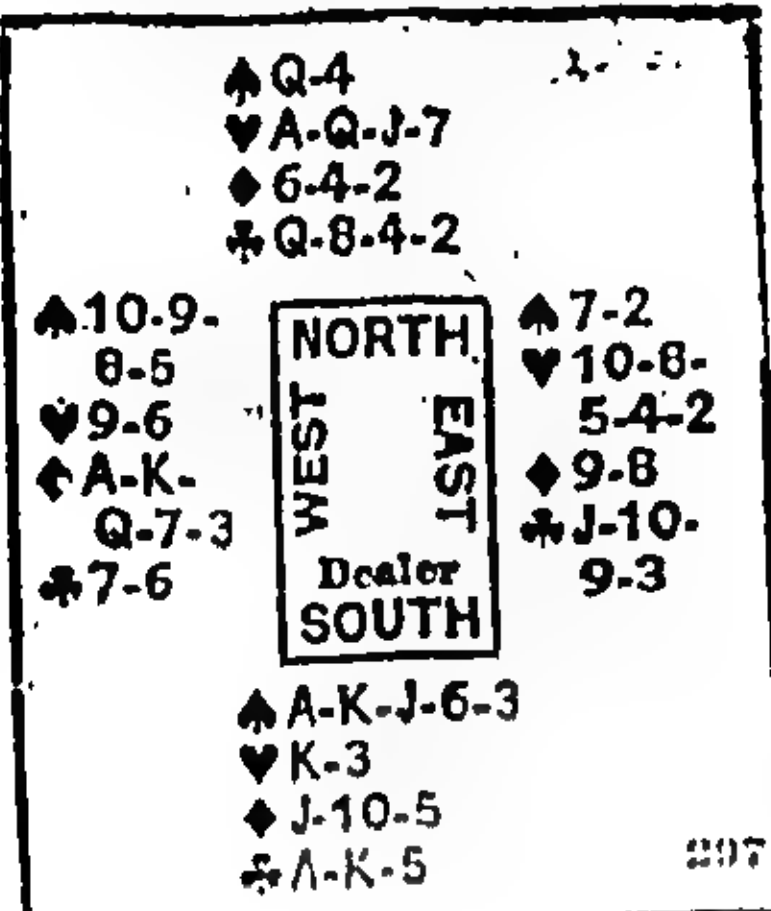 ♠ Q-4
♥ A-Q-J-7
♦ 6-4-2
♣ Q-8-4-2
♠ 10-9-
8-5
♥ 9-6
♦ A-K-
Q-7-3
♣ 7-6
NORTH
WEST
EAST
Dealer
SOUTH
♠ 7-2
♥ 10-8-
5-4-2
♦ 9-8
♣ J-10-
9-3
♠ A-K-J-6-3
♥ K-3
♦ J-10-5
♣ A-K-5